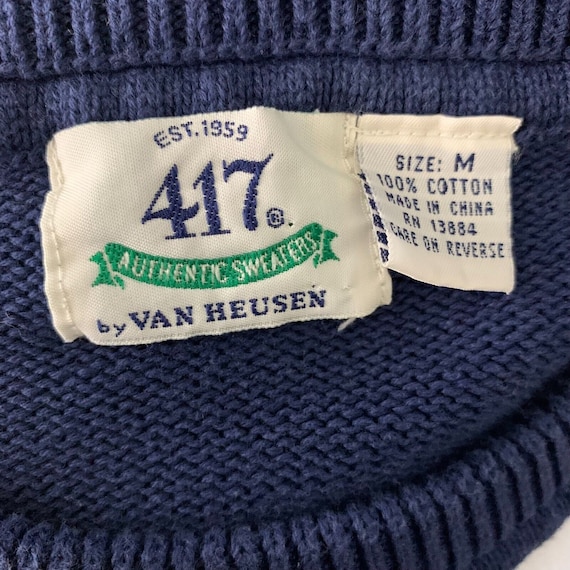 EST. 1959
417®
AUTHENTIC SWEATERS
by VAN HEUSEN
SIZE: M
100% COTTON
MADE IN CHINA
RN 13884
CARE ON REVERSE